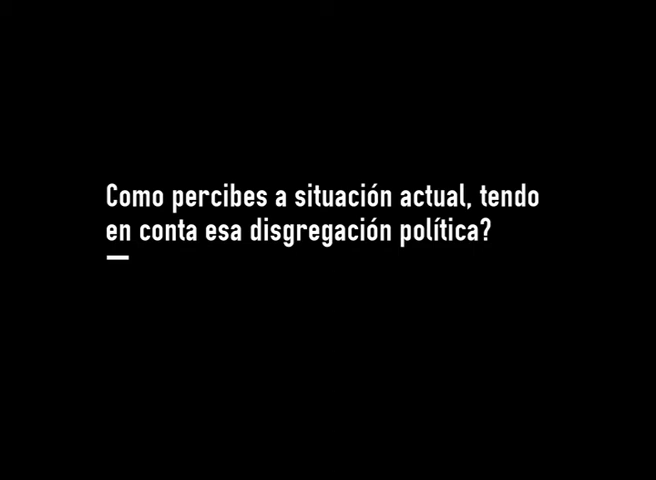 Como percibes a situación actual, tendo
en conta esa disgregación política?